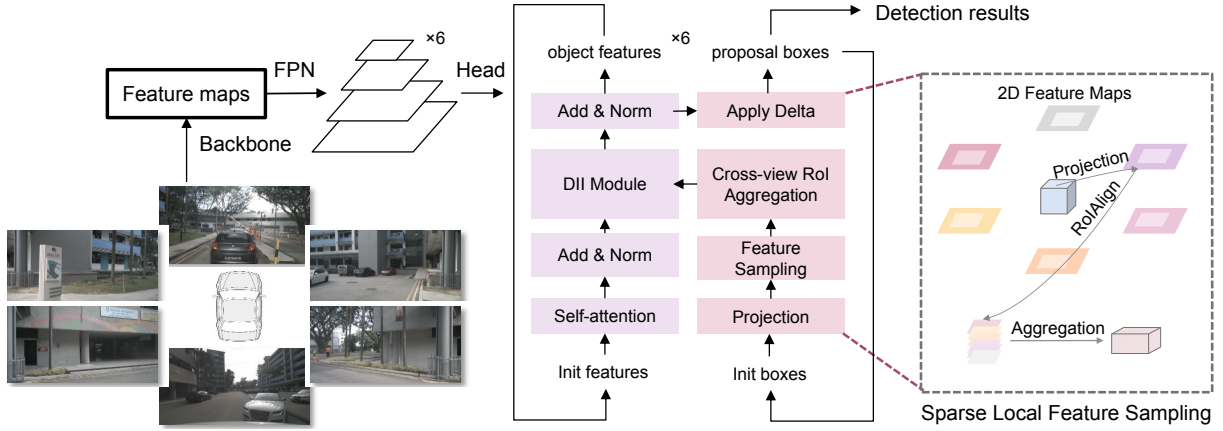 Detection results
×6
object features
×6
proposal boxes
FPN
Head
Feature maps
Add & Norm
Apply Delta
2D Feature Maps
Backbone
DII Module
Cross-view RoI
Aggregation
Projection
RoIAlign
Add & Norm
Feature
Sampling
Self-attention
Projection
Aggregation
Init features
Init boxes
Sparse Local Feature Sampling